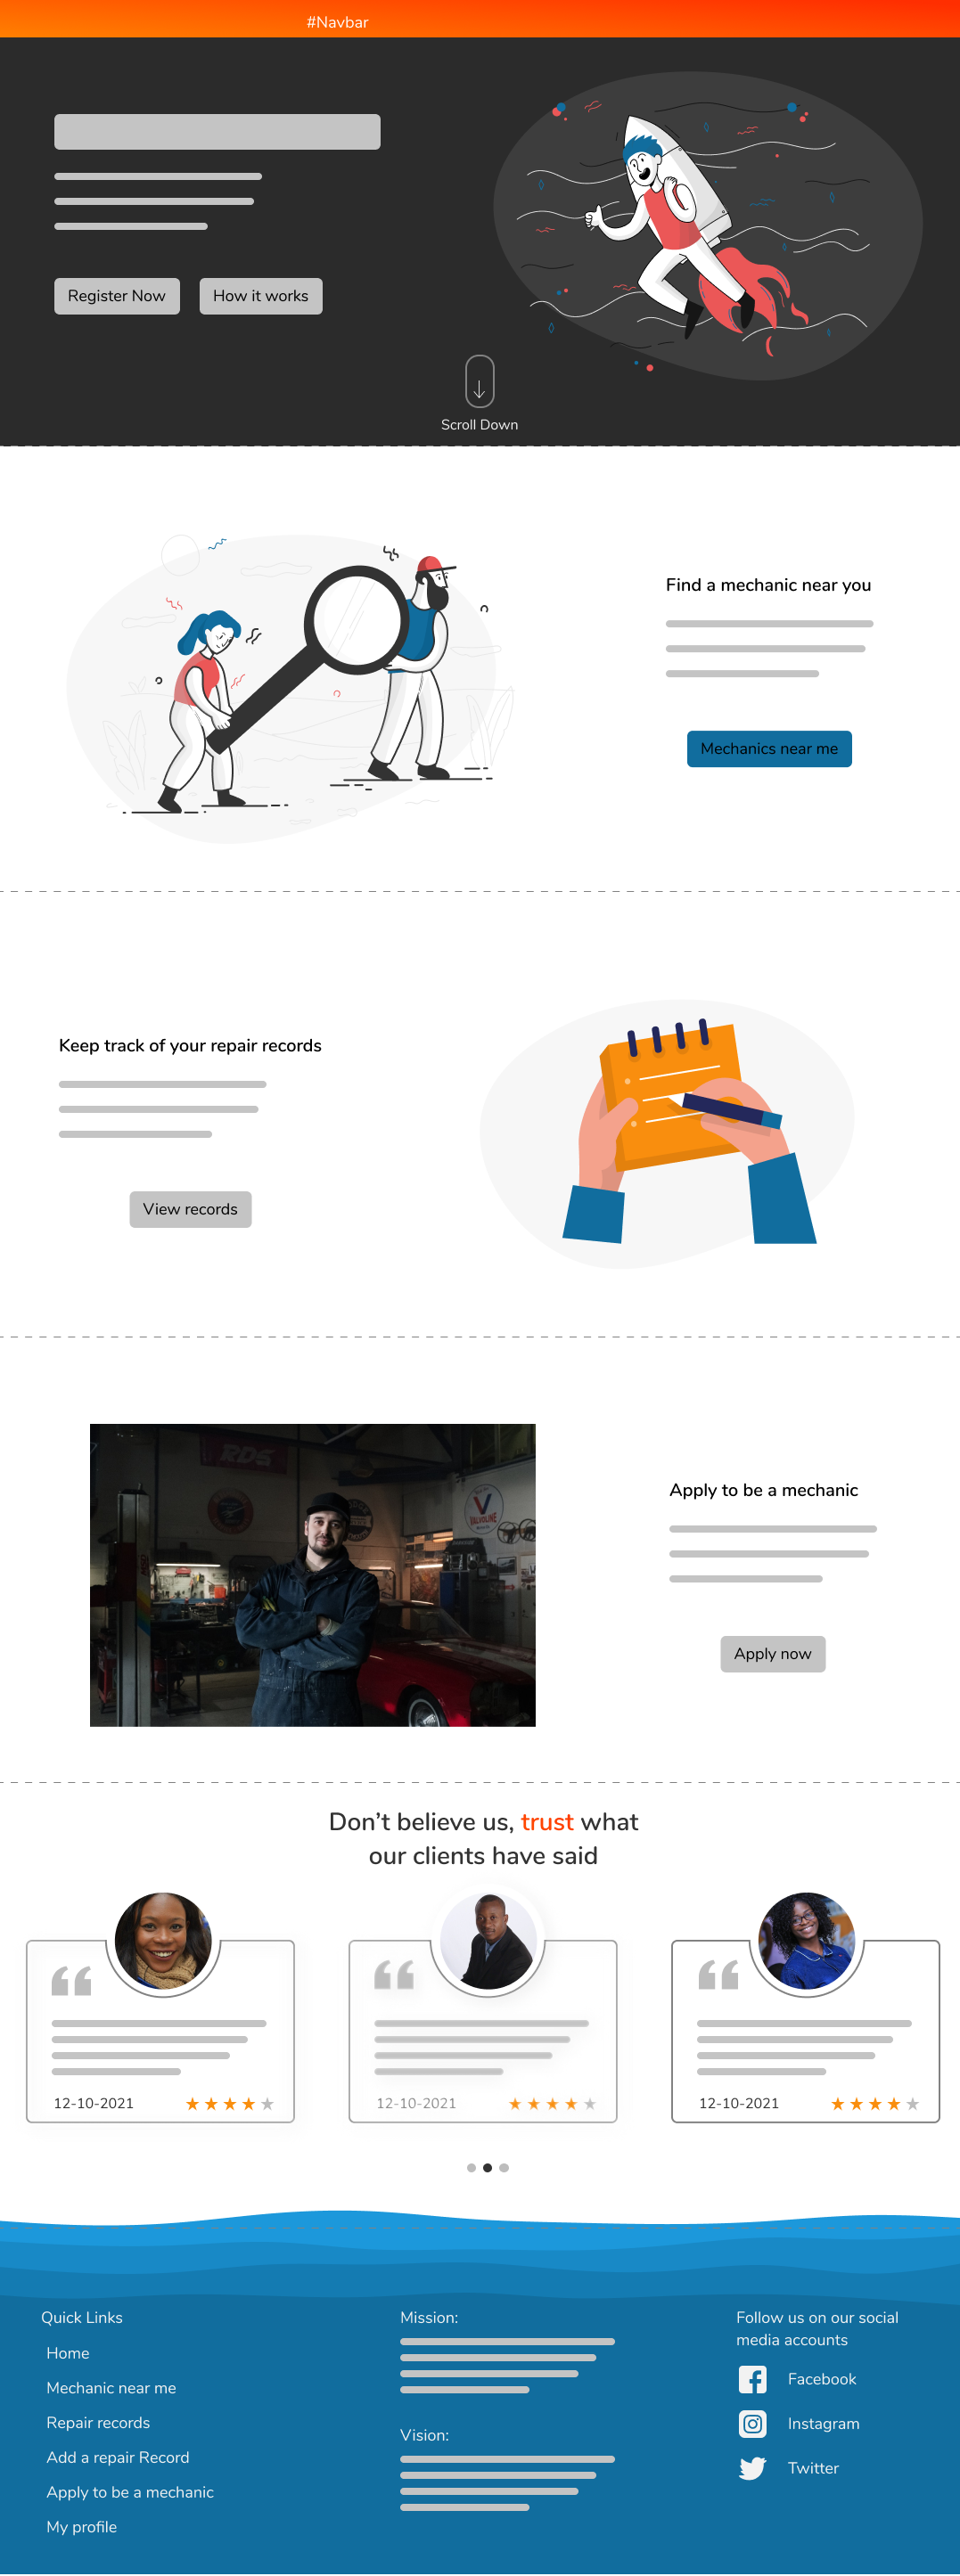 #Navbar
Register Now
How it works
Scroll Down
Find a mechanic near you
Mechanics near me
Keep track of your repair records
View records
RDS
VALVOLINE
Apply to be a mechanic
Apply now
Don’t believe us, trust what
our clients have said
12-10-2021
12-10-2021
12-10-2021
Quick Links
Home
Mechanic near me
Repair records
Add a repair Record
Apply to be a mechanic
My profile
Mission:
Vision:
Follow us on our social
media accounts
Facebook
Instagram
Twitter